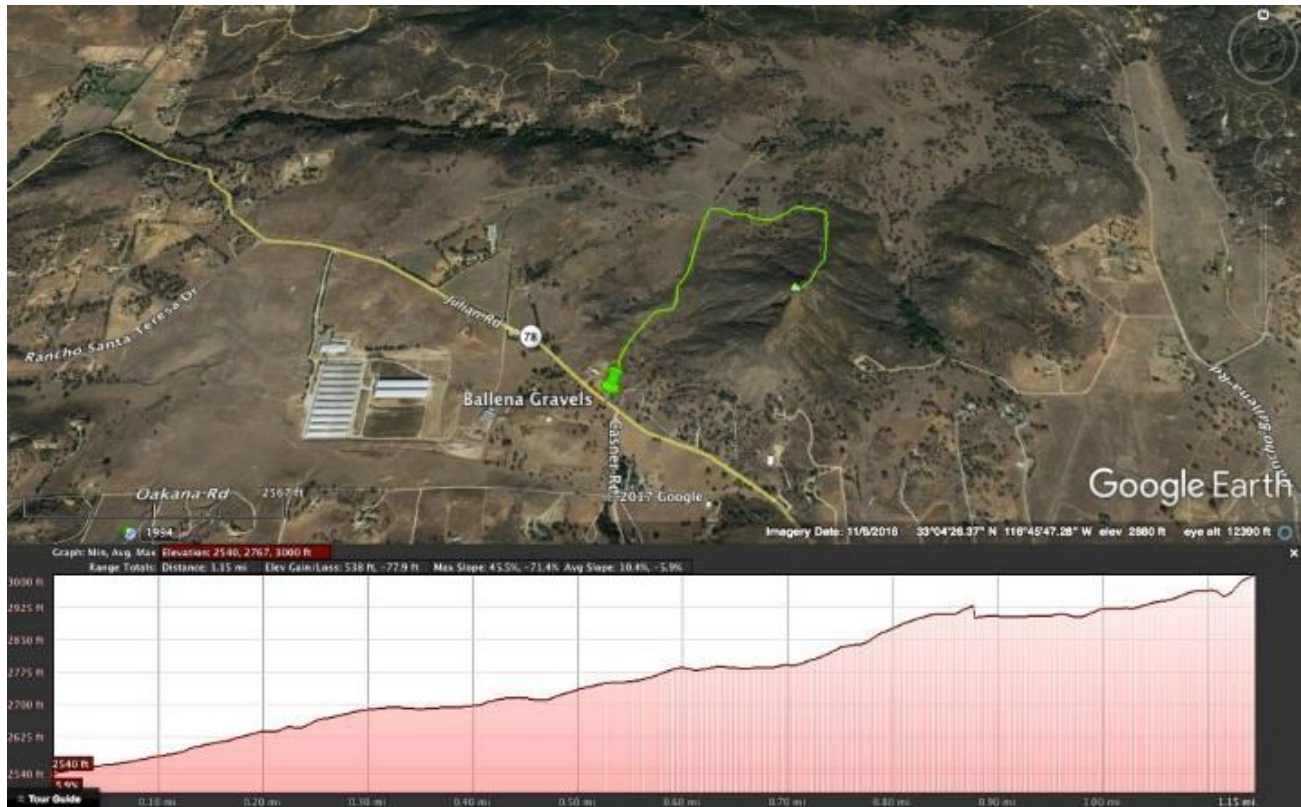 N
Rancho Santa Teresa Dr
Julian Rd
78
Ballena Gravels
Casner Rd
Oakana Rd
2567 ft
© 2017 Google
Google Earth
1994
Imagery Date: 11/6/2016 33°04'26.37" N 116°45'47.28" W elev 2880 ft eye alt 12390 ft
Graph: Min, Avg, Max Elevation: 2540, 2767, 3000 ft
Range Totals: Distance: 1.15 mi Elev Gain/Loss: 538 ft, -77.9 ft Max Slope: 45.5%, -71.4% Avg Slope: 10.4%, -5.9%
3000 ft
2925 ft
2850 ft
2775 ft
2700 ft
2625 ft
2540 ft
2540 ft
5.9%
Tour Guide
0.10 mi 0.20 mi 0.30 mi 0.40 mi 0.50 mi 0.60 mi 0.70 mi 0.80 mi 0.90 mi 1.00 mi 1.15 mi